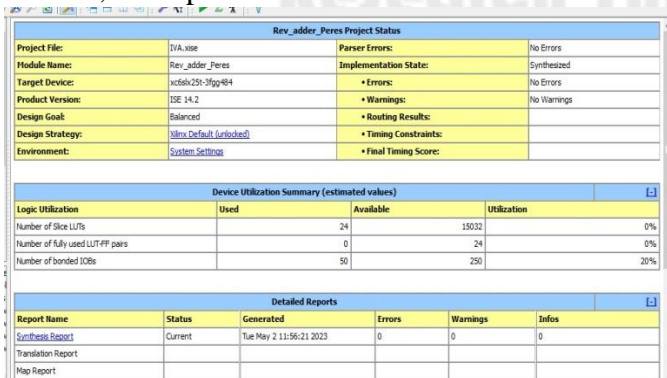 Rev_adder_Peres Project Status
Project File: IVA.xise Parser Errors: No Errors
Module Name: Rev_adder_Peres Implementation State: Synthesized
Target Device: xc6slx25t-3fgg484 • Errors: No Errors
Product Version: ISE 14.2 • Warnings: No Warnings
Design Goal: Balanced • Routing Results:
Design Strategy: Xilinx Default (unlocked) • Timing Constraints:
Environment: System Settings • Final Timing Score:
Device Utilization Summary (estimated values) [-]
Logic Utilization Used Available Utilization
Number of Slice LUTs 24 15032 0%
Number of fully used LUT-FF pairs 0 24 0%
Number of bonded IOBs 50 250 20%
Detailed Reports [-]
Report Name Status Generated Errors Warnings Infos
Synthesis Report Current Tue May 2 11:56:21 2023 0 0 0
Translation Report
Map Report